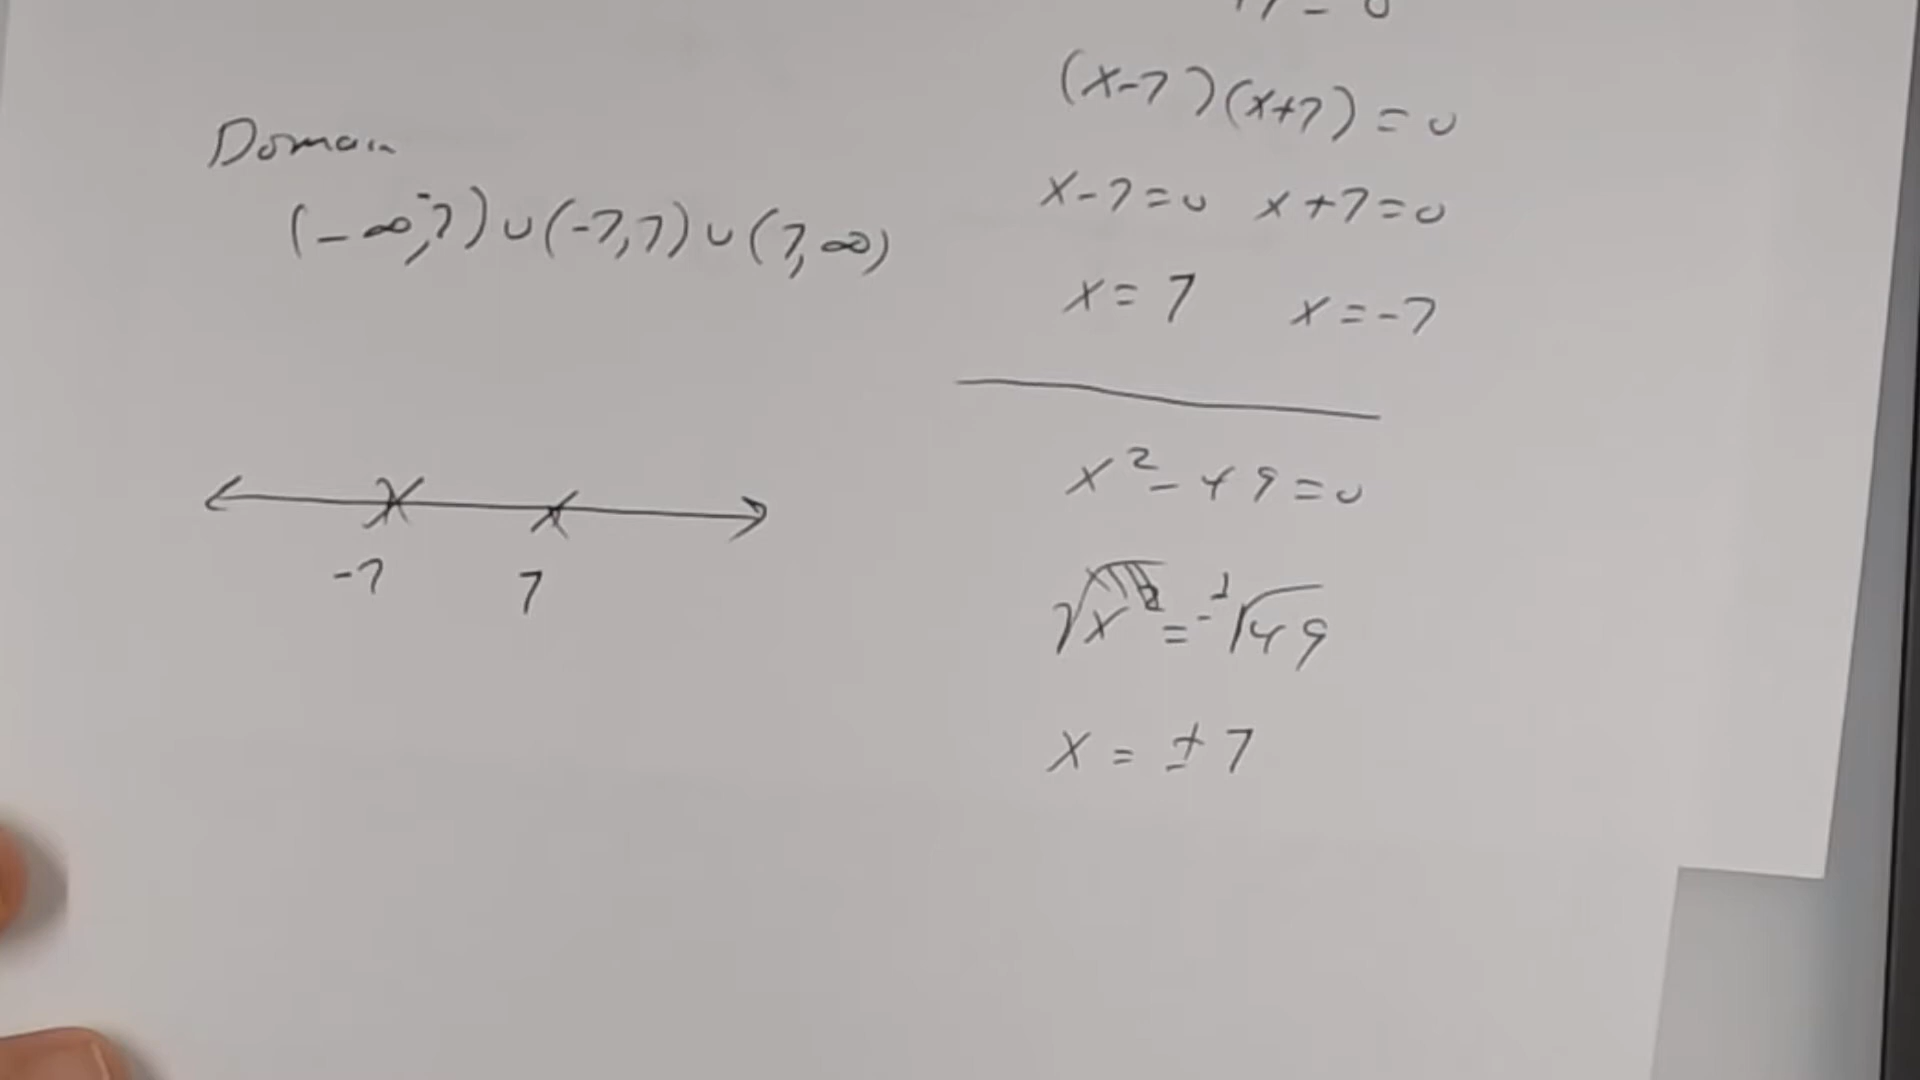 Domain
(-∞,-7) ∪ (-7,7) ∪ (7,∞)
-7 7
= 0
(x-7)(x+7) = 0
x-7=0 x+7=0
x = 7 x = -7
x² - 49 = 0
√x² = ±√49
x = ± 7